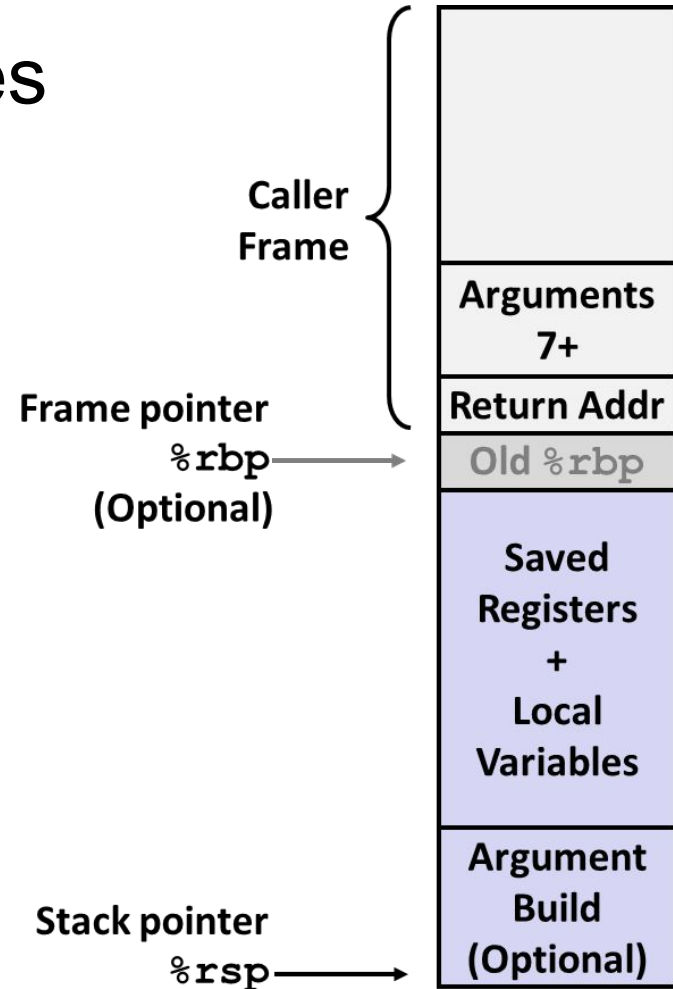 es
Caller
Frame
Arguments
7+
Frame pointer
%rbp
(Optional)
Return Addr
Old %rbp
Saved
Registers
+
Local
Variables
Argument
Build
(Optional)
Stack pointer
%rsp